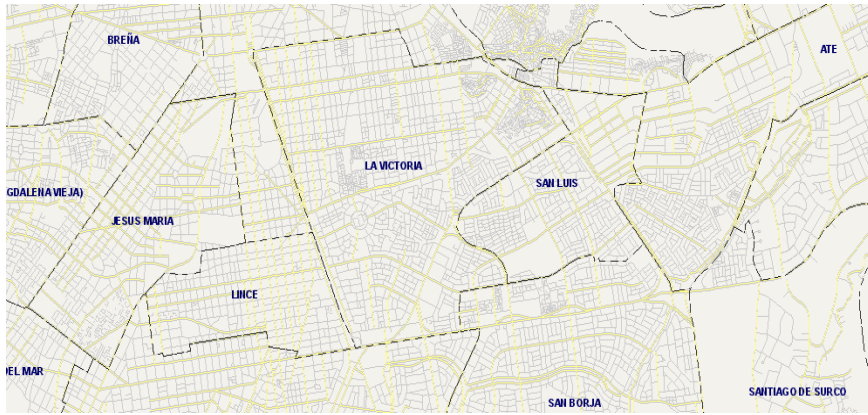 BREÑA
ATE
LA VICTORIA
SAN LUIS
GDALENA VIEJA)
JESUS MARIA
LINCE
DEL MAR
SAN BORJA
SANTIAGO DE SURCO